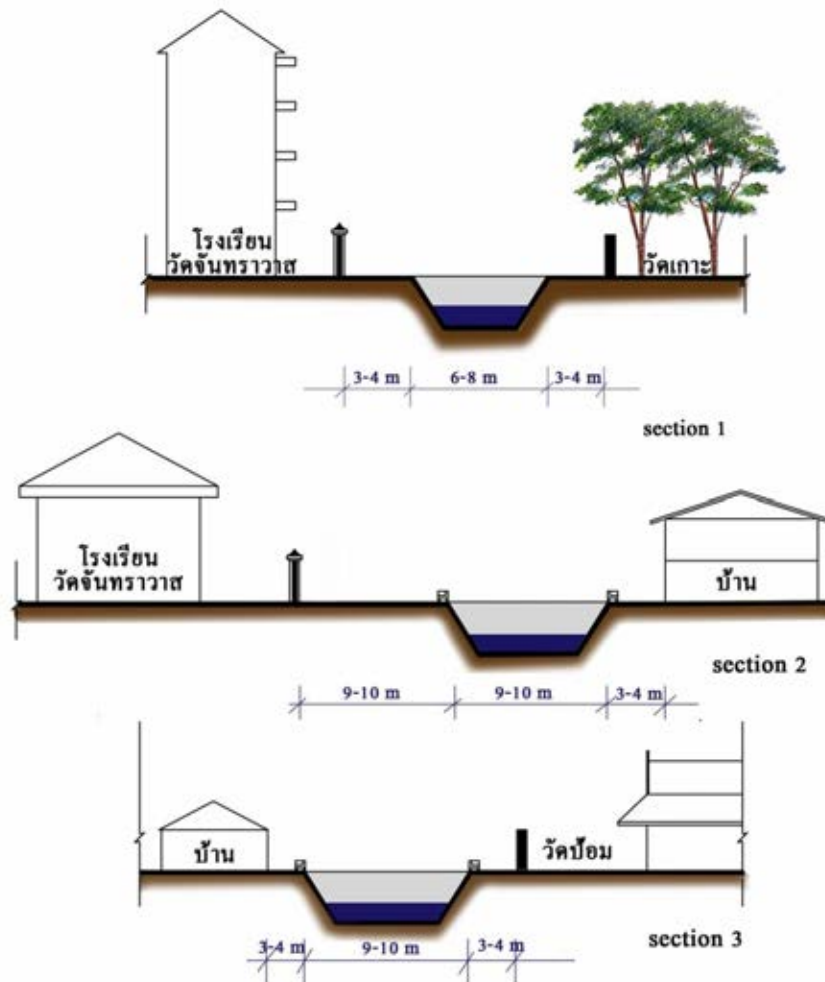 โรงเรียน
วัดจันทราวาส
วัดเกาะ
3-4 m 6-8 m 3-4 m
section 1
โรงเรียน
วัดจันทราวาส
บ้าน
section 2
9-10 m 9-10 m 3-4 m
บ้าน
วัดป้อม
section 3
3-4 m 9-10 m 3-4 m